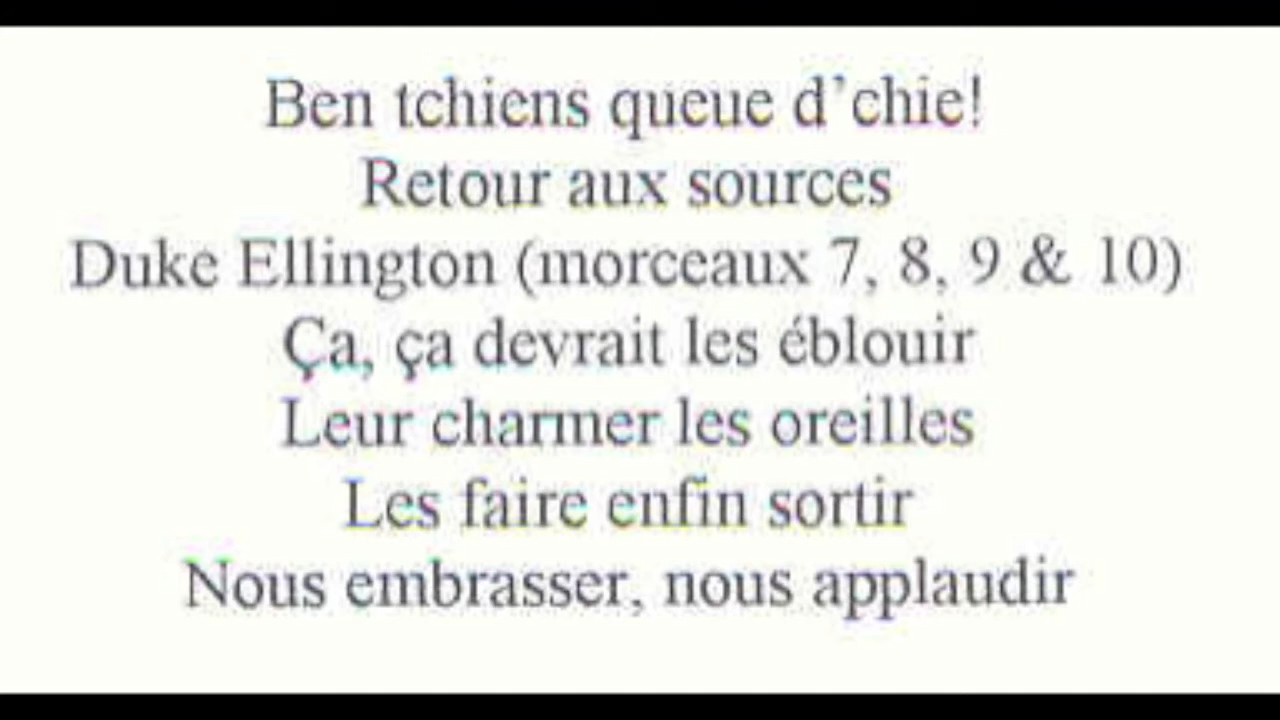 Ben tchiens queue d’chie!
Retour aux sources
Duke Ellington (morceaux 7, 8, 9 & 10)
Ça, ça devrait les éblouir
Leur charmer les oreilles
Les faire enfin sortir
Nous embrasser, nous applaudir